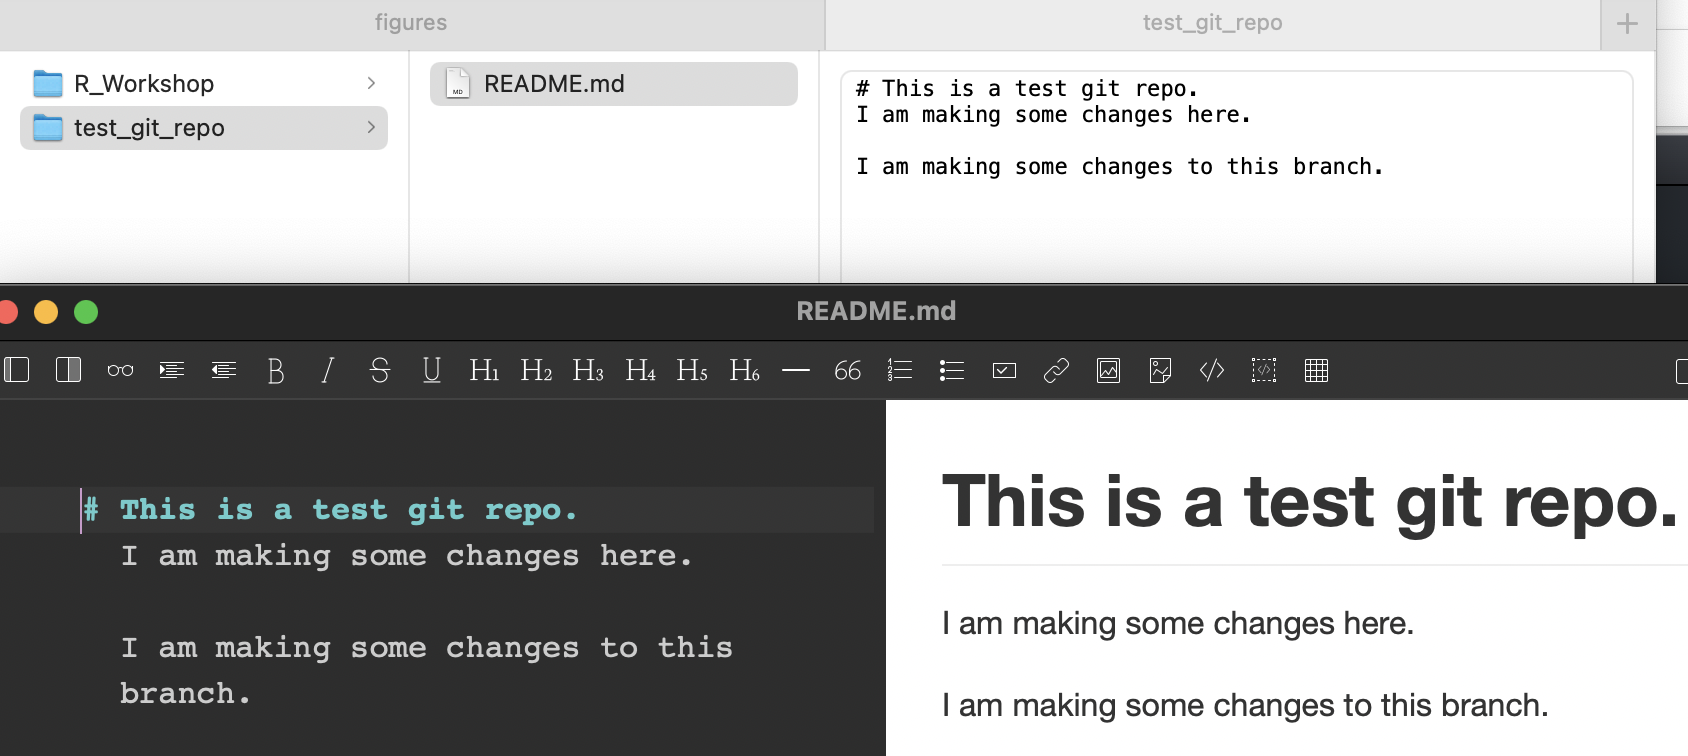 figures
test_git_repo
R_Workshop
test_git_repo
README.md
# This is a test git repo.
I am making some changes here.
I am making some changes to this branch.
README.md
B I S U H1 H2 H3 H4 H5 H6 66
# This is a test git repo.
I am making some changes here.
I am making some changes to this
branch.
This is a test git repo.
I am making some changes here.
I am making some changes to this branch.